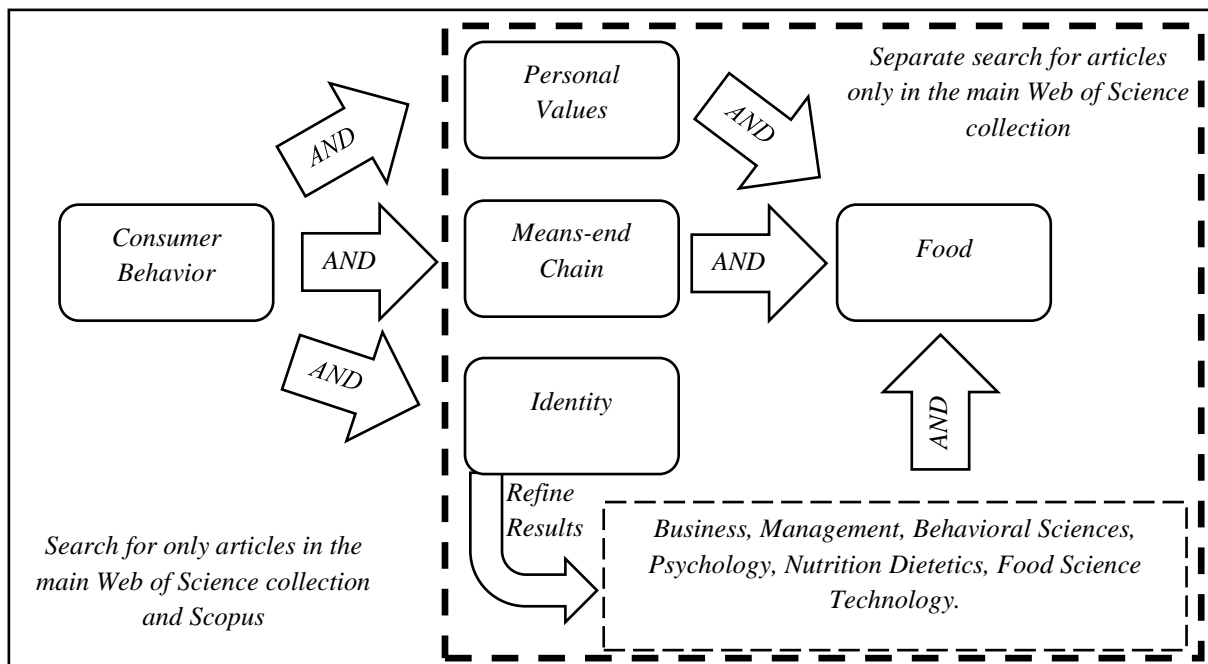 Personal
Values
Separate search for articles
only in the main Web of Science
collection
AND
AND
Consumer
Behavior
AND
Means-end
Chain
AND
Food
AND
Identity
AND
Refine
Results
Business, Management, Behavioral Sciences,
Psychology, Nutrition Dietetics, Food Science
Technology.
Search for only articles in the
main Web of Science collection
and Scopus